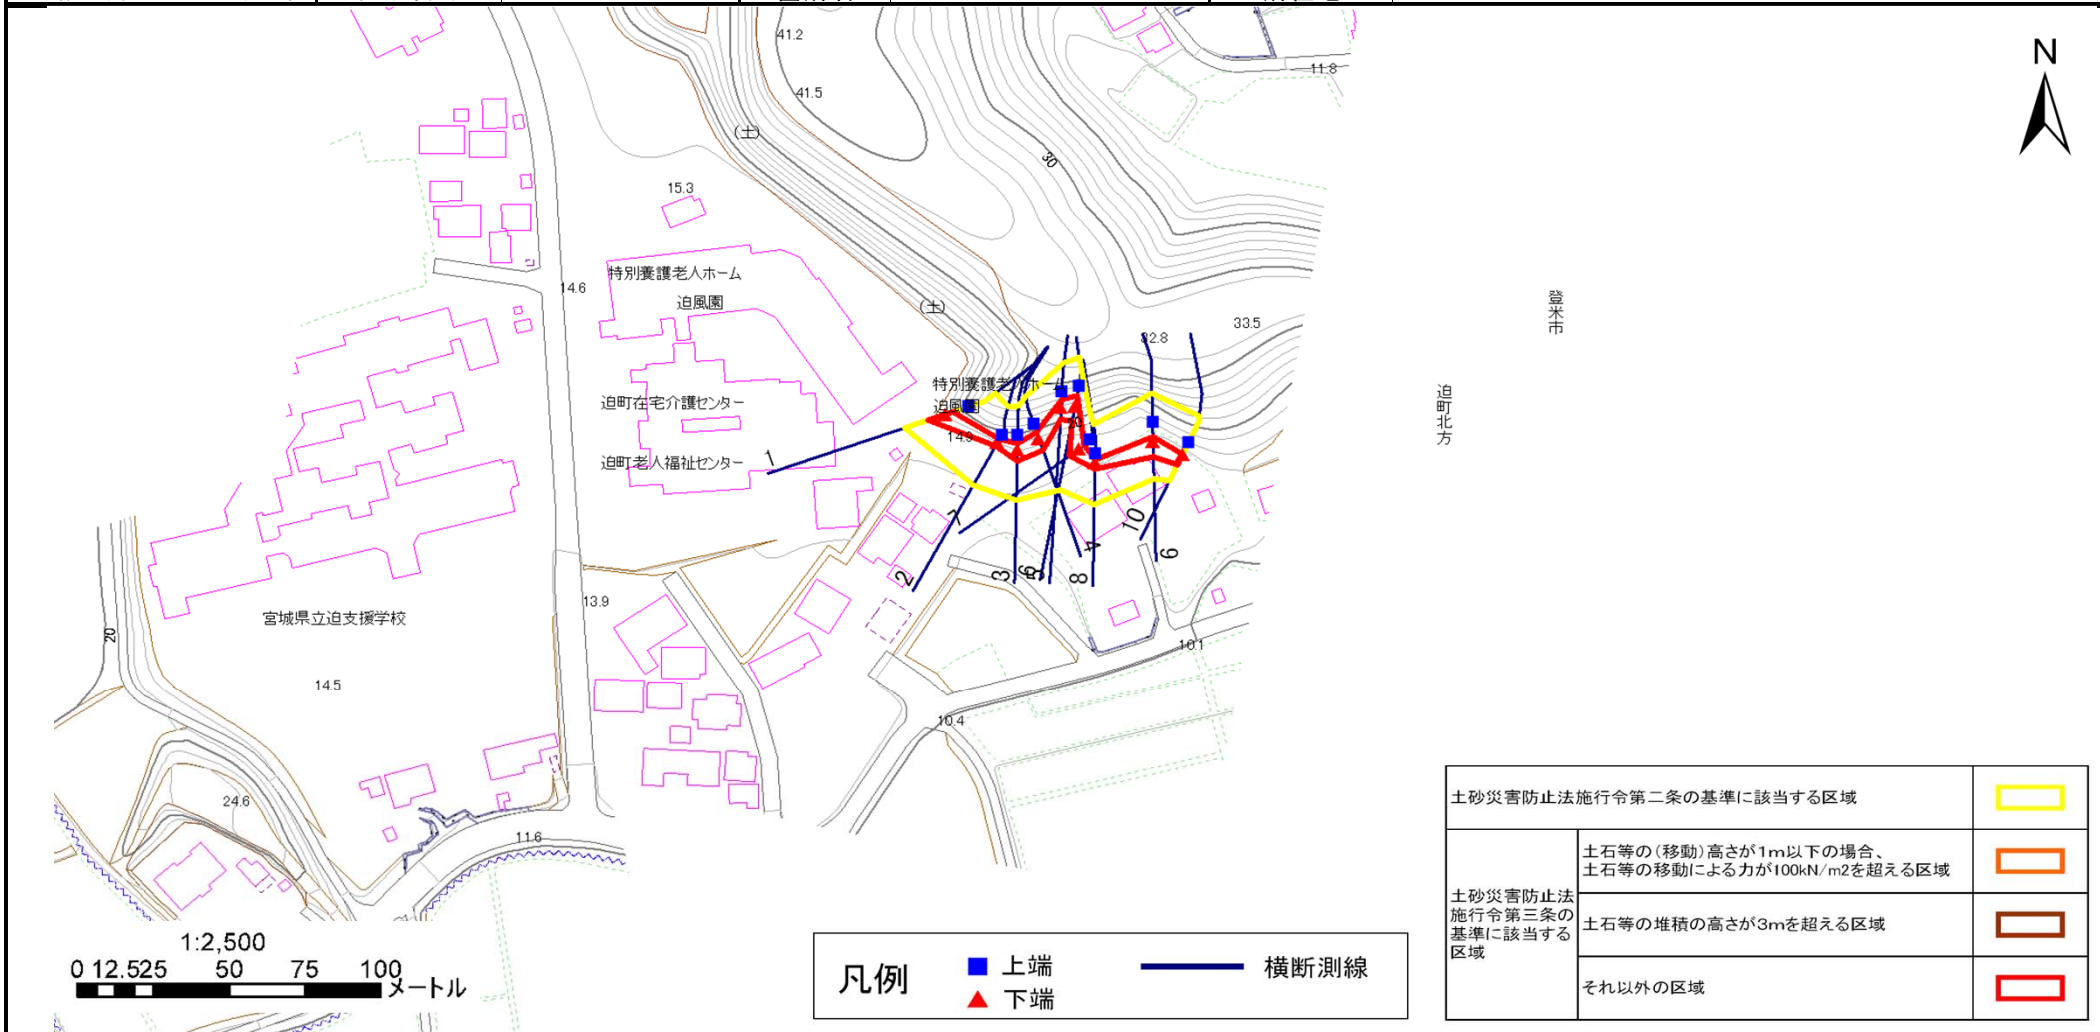 41.2
11.8
N
41.5
(土)
30
15.3
特別養護老人ホーム
14.6
迫風園
(土)
登米市
33.5
32.8
特別養護老人ホーム
迫町在宅介護センター
迫風園
迫町北方
20
14.9
迫町老人福祉センター
1
7
10
4
9
2
3
6
5
8
13.9
宮城県立迫支援学校
20
10.1
14.5
10.4
24.6
11.6
土砂災害防止法施行令第二条の基準に該当する区域
土砂災害防止法
施行令第三条の
基準に該当する
区域
土石等の(移動)高さが1m以下の場合、
土石等の移動による力が100kN/m2を超える区域
土石等の堆積の高さが3mを超える区域
それ以外の区域
1:2,500
0 12.525 50 75 100
メートル
凡例
上端
下端
横断測線